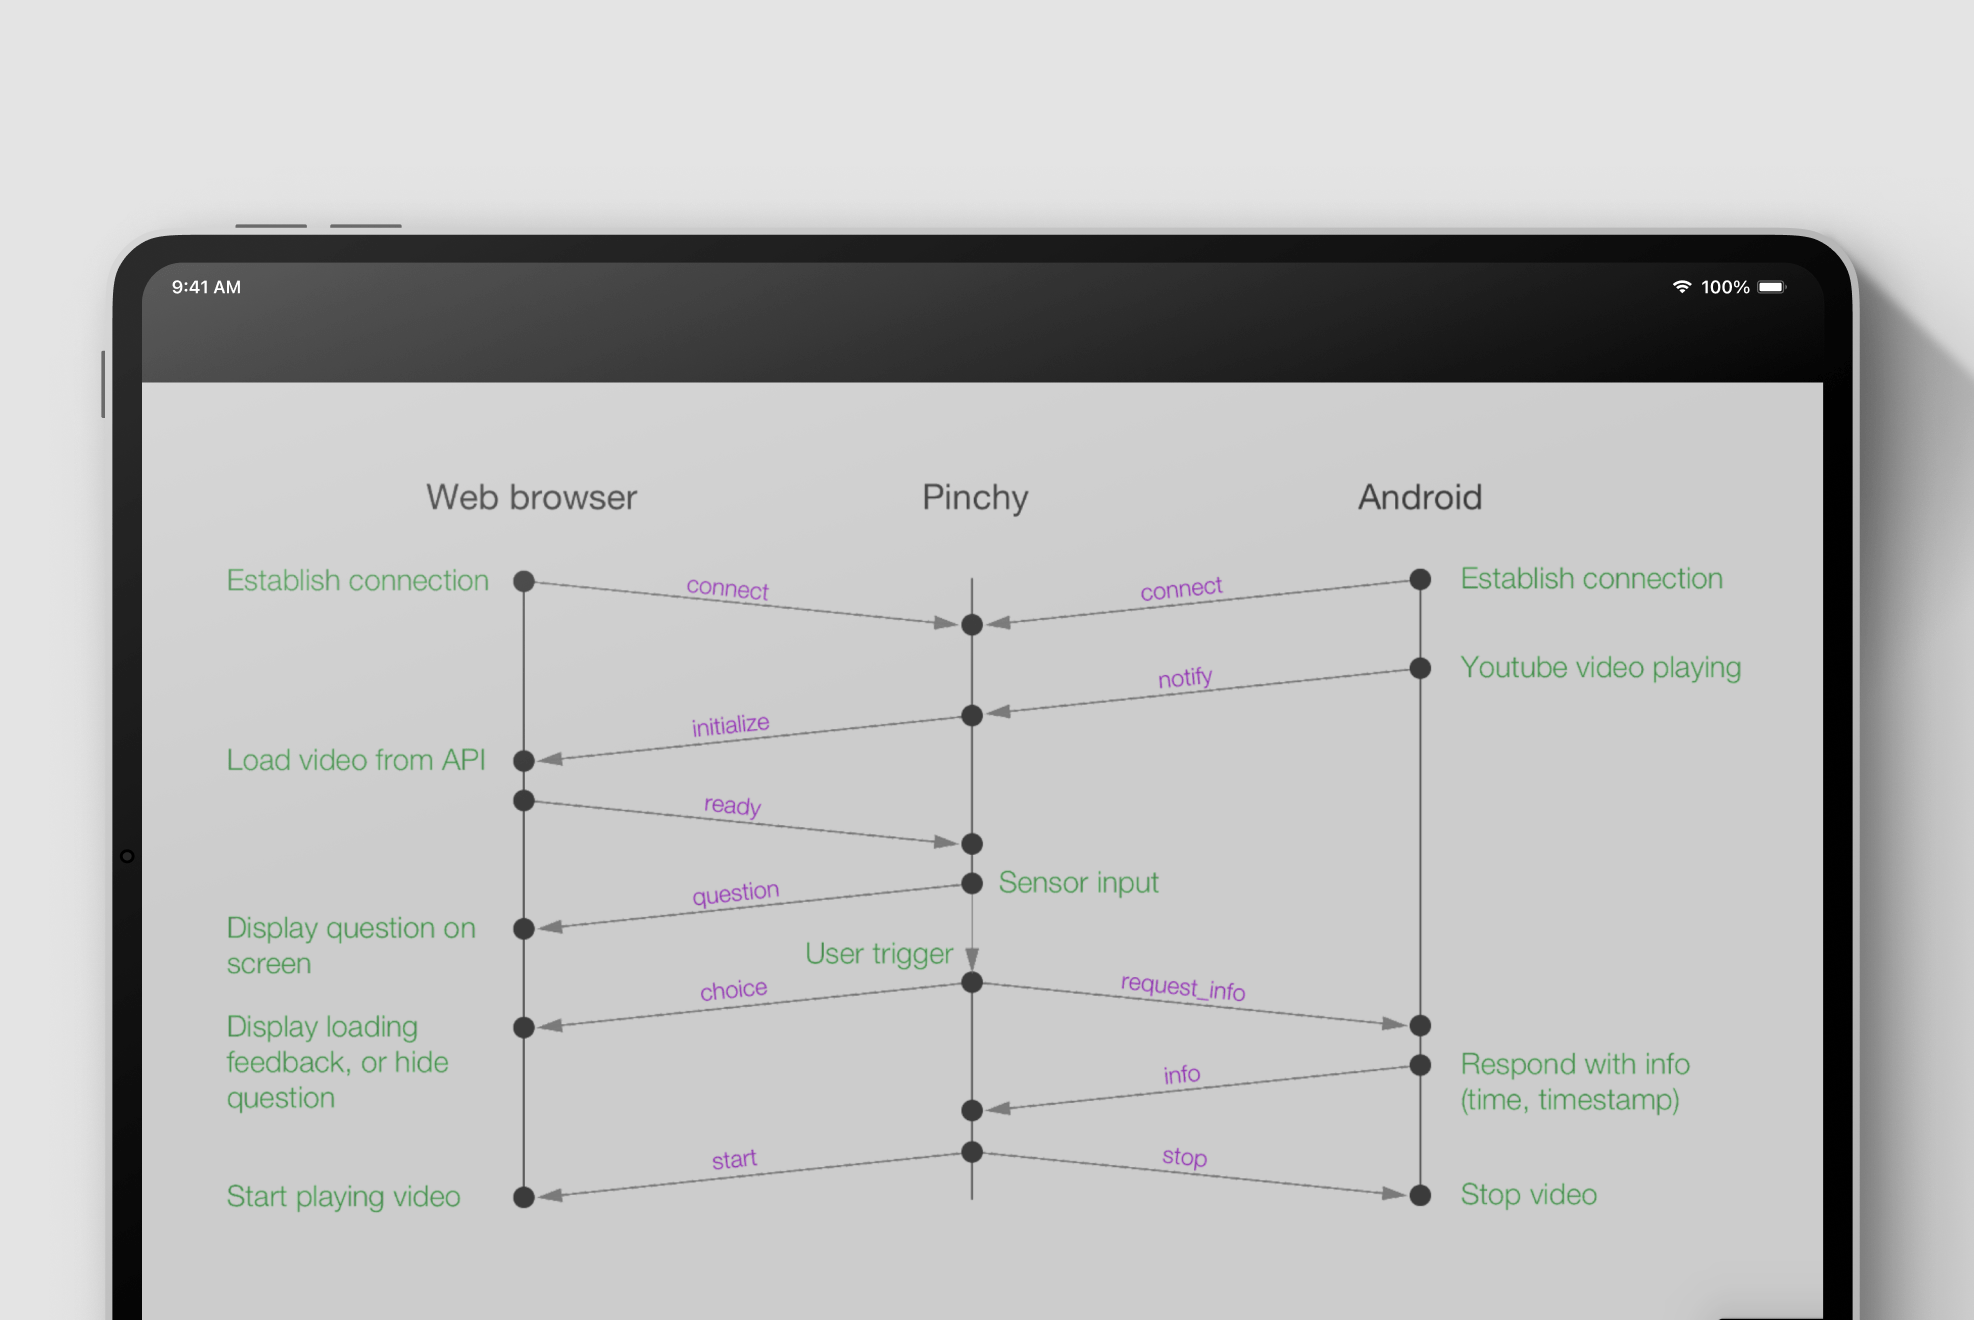 9:41 AM
100%
Web browser
Pinchy
Android
Establish connection
connect
connect
Establish connection
notify
Youtube video playing
initialize
Load video from API
ready
Sensor input
question
Display question on
screen
User trigger
choice
request_info
Display loading
feedback, or hide
question
info
Respond with info
(time, timestamp)
start
stop
Start playing video
Stop video